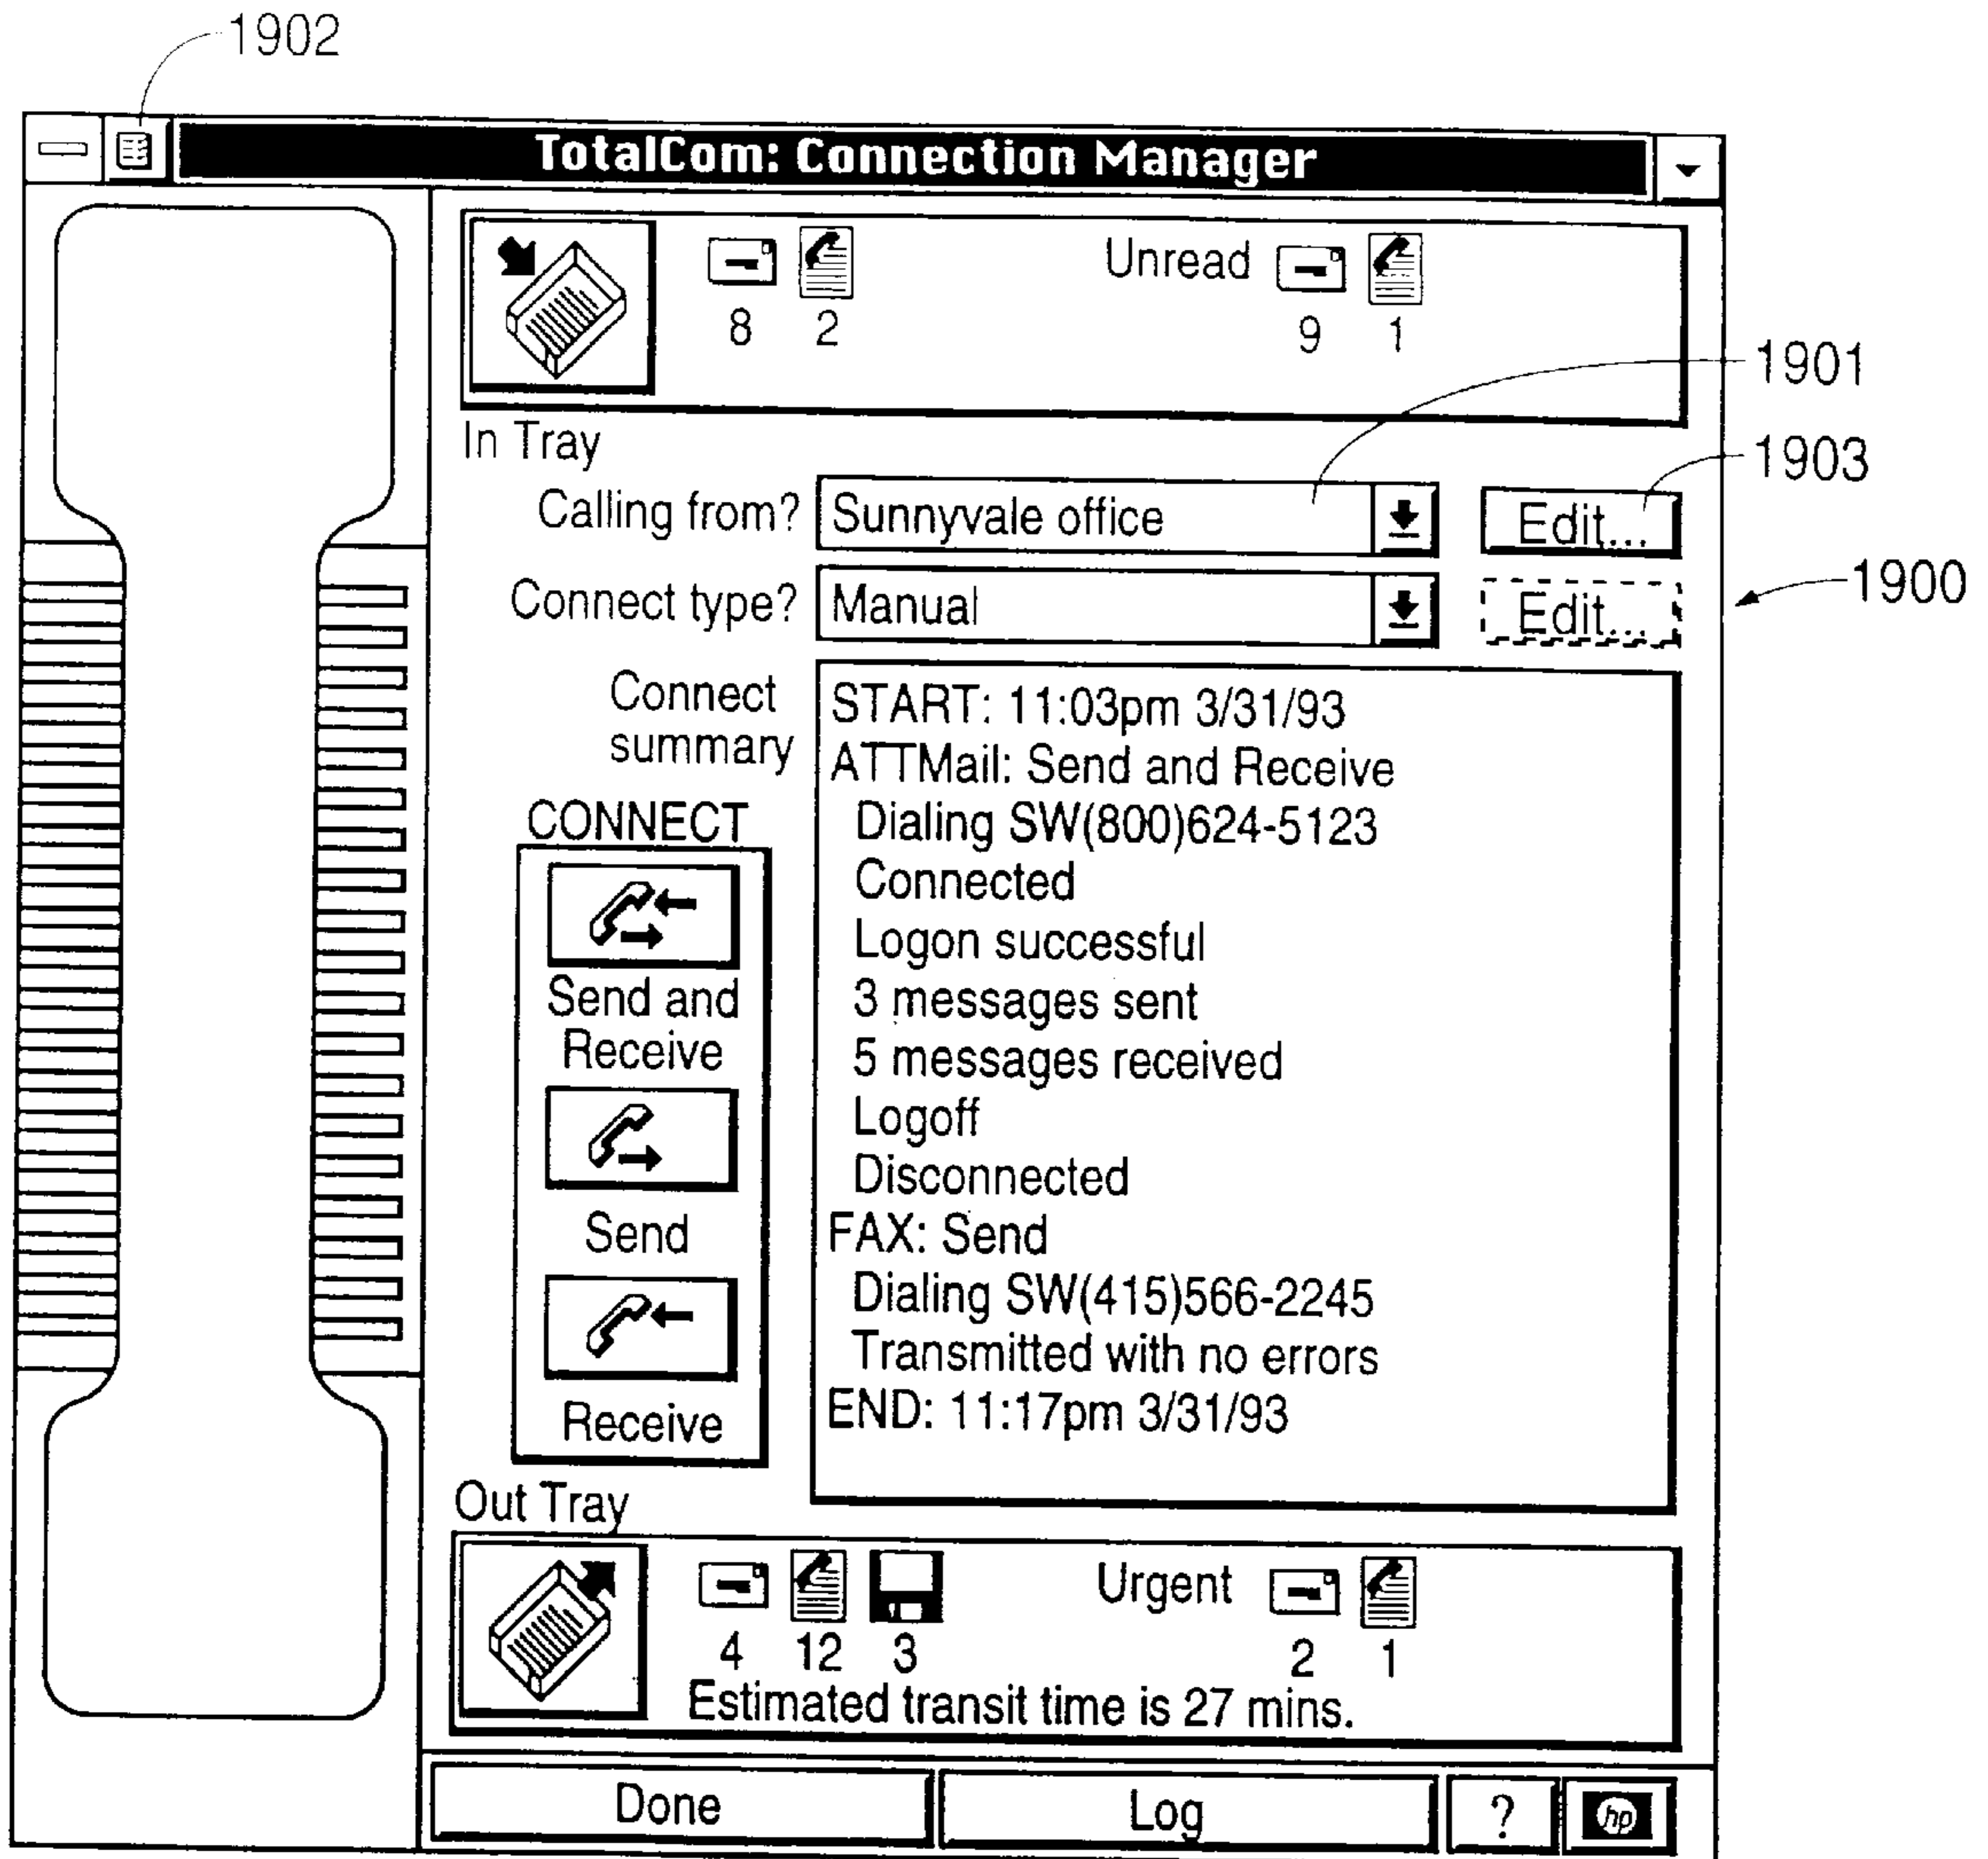 1902
TotalCom: Connection Manager
Unread
8 2 9 1
1901
In Tray
1903
Calling from? Sunnyvale office Edit...
1900
Connect type? Manual Edit...
Connect summary
START: 11:03pm 3/31/93
ATTMail: Send and Receive
Dialing SW(800)624-5123
Connected
Logon successful
3 messages sent
5 messages received
Logoff
Disconnected
FAX: Send
Dialing SW(415)566-2245
Transmitted with no errors
END: 11:17pm 3/31/93
CONNECT
Send and
Receive
Send
Receive
Out Tray
Urgent
4 12 3 2 1
Estimated transit time is 27 mins.
Done Log ? hp